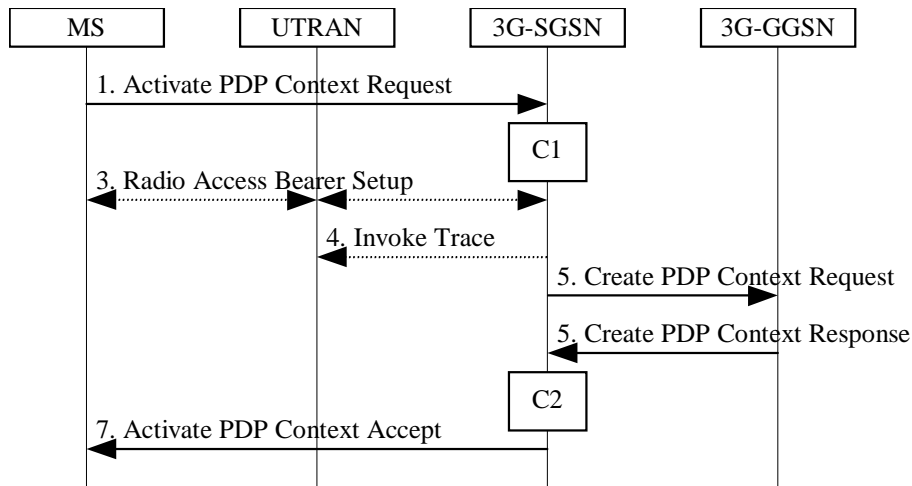 MS
UTRAN
3G-SGSN
3G-GGSN
1. Activate PDP Context Request
C1
3. Radio Access Bearer Setup
4. Invoke Trace
5. Create PDP Context Request
5. Create PDP Context Response
C2
7. Activate PDP Context Accept